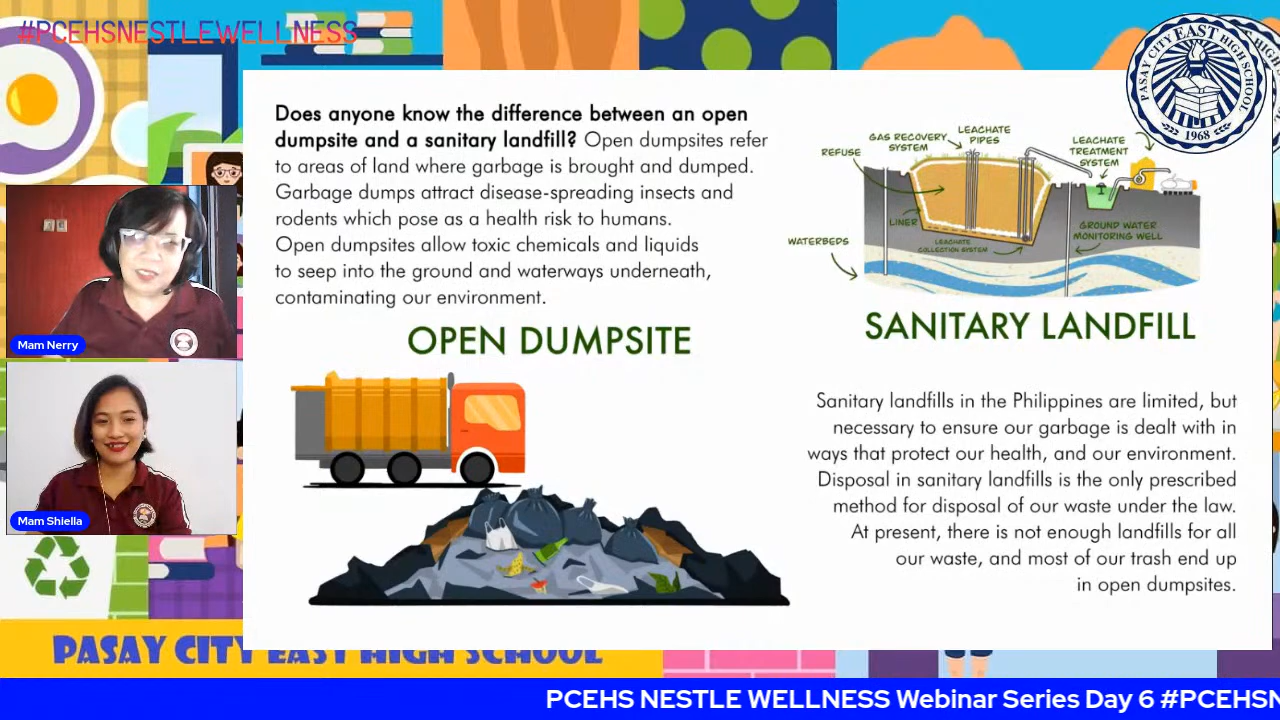 #PCEHSNESTLEWELLNESS
PASAY CITY EAST HIGH SCHOOL
1968
Does anyone know the difference between an open
dumpsite and a sanitary landfill? Open dumpsites refer
to areas of land where garbage is brought and dumped.
Garbage dumps attract disease-spreading insects and
rodents which pose as a health risk to humans.
Open dumpsites allow toxic chemicals and liquids
to seep into the ground and waterways underneath,
contaminating our environment.
OPEN DUMPSITE
GAS RECOVERY
SYSTEM
LEACHATE
PIPES
LEACHATE
TREATMENT
SYSTEM
REFUSE
LINER
LEACHATE
COLLECTION SYSTEM
GROUND WATER
MONITORING WELL
WATERBEDS
SANITARY LANDFILL
Sanitary landfills in the Philippines are limited, but
necessary to ensure our garbage is dealt with in
ways that protect our health, and our environment.
Disposal in sanitary landfills is the only prescribed
method for disposal of our waste under the law.
At present, there is not enough landfills for all
our waste, and most of our trash end up
in open dumpsites.
Mam Nerry
Mam Shiella
PASAY CITY EAST HIGH SCHOOL
PCEHS NESTLE WELLNESS Webinar Series Day 6 #PCEHSN